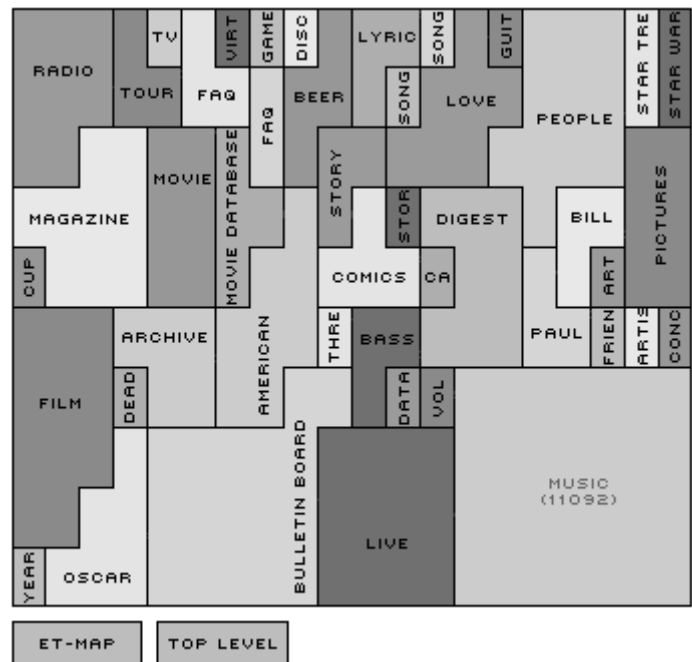 TV
VIRT
GAME
DISC
LYRIC
SONG
GUIT
STAR TRE
STAR WAR
RADIO
TOUR
FAQ
FAQ
BEER
SONG
LOVE
PEOPLE
MOVIE
MOVIE DATABASE
STORY
MAGAZINE
STOR
DIGEST
BILL
PICTURES
CUP
COMICS
CA
ART
ARCHIVE
AMERICAN
THRE
BASS
PAUL
FRIEN
ARTIS
CONC
FILM
DEAD
DATA
VOL
BULLETIN BOARD
MUSIC
(11092)
LIVE
YEAR
OSCAR
ET-MAP
TOP LEVEL